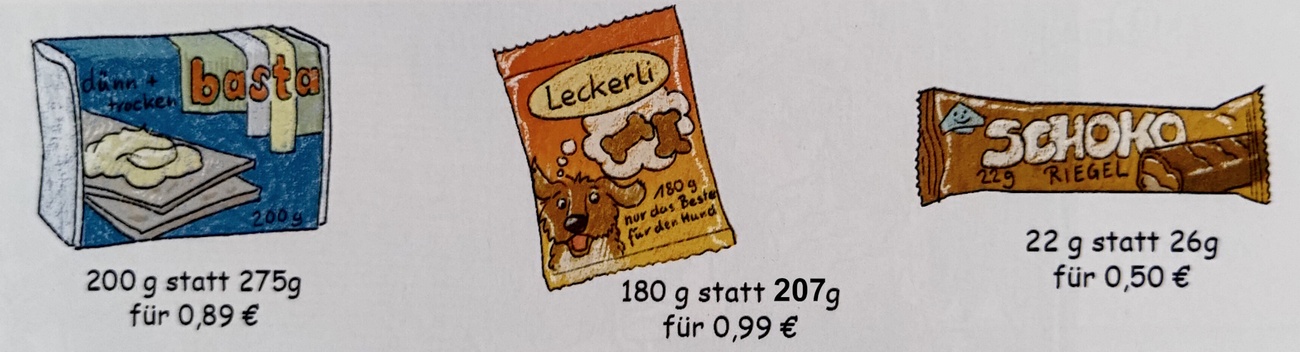 dünn +
trocken
basta
200 g
200 g statt 275g
für 0,89 €
Leckerli
180 g
nur das Beste
für den Hund
180 g statt 207g
für 0,99 €
SCHOKO
22g RIEGEL
22 g statt 26g
für 0,50 €